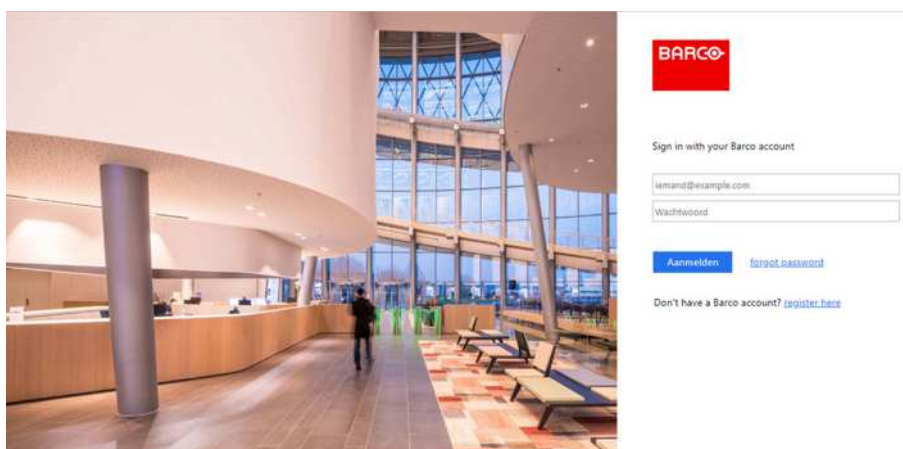 BARCO
Sign in with your Barco account
iemand@example.com
Wachtwoord
Aanmelden forgot password
Don't have a Barco account? register here